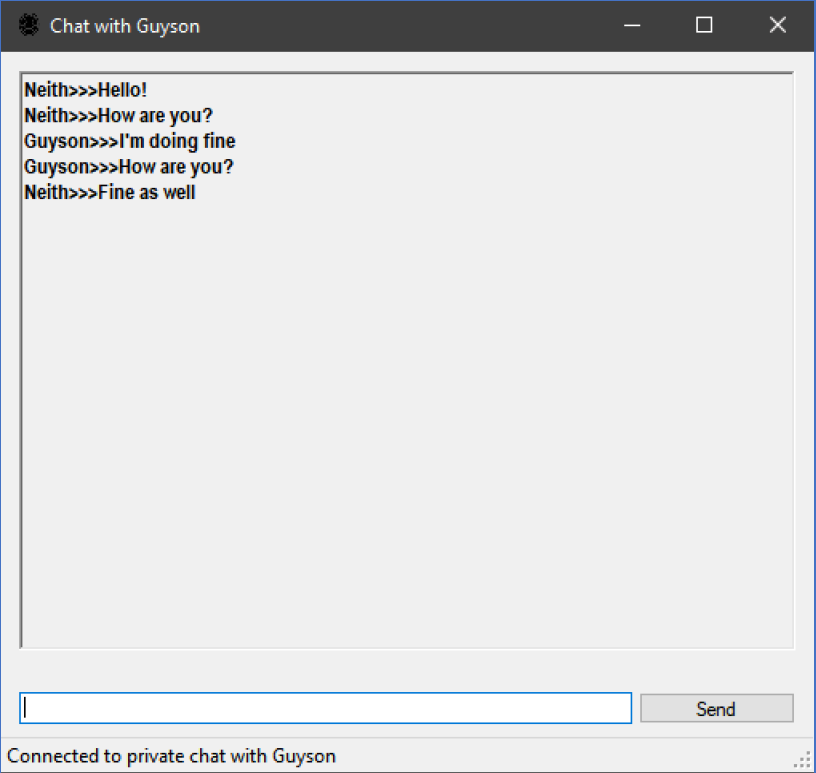 Chat with Guyson
Neith>>>Hello!
Neith>>>How are you?
Guyson>>>I'm doing fine
Guyson>>>How are you?
Neith>>>Fine as well
Send
Connected to private chat with Guyson